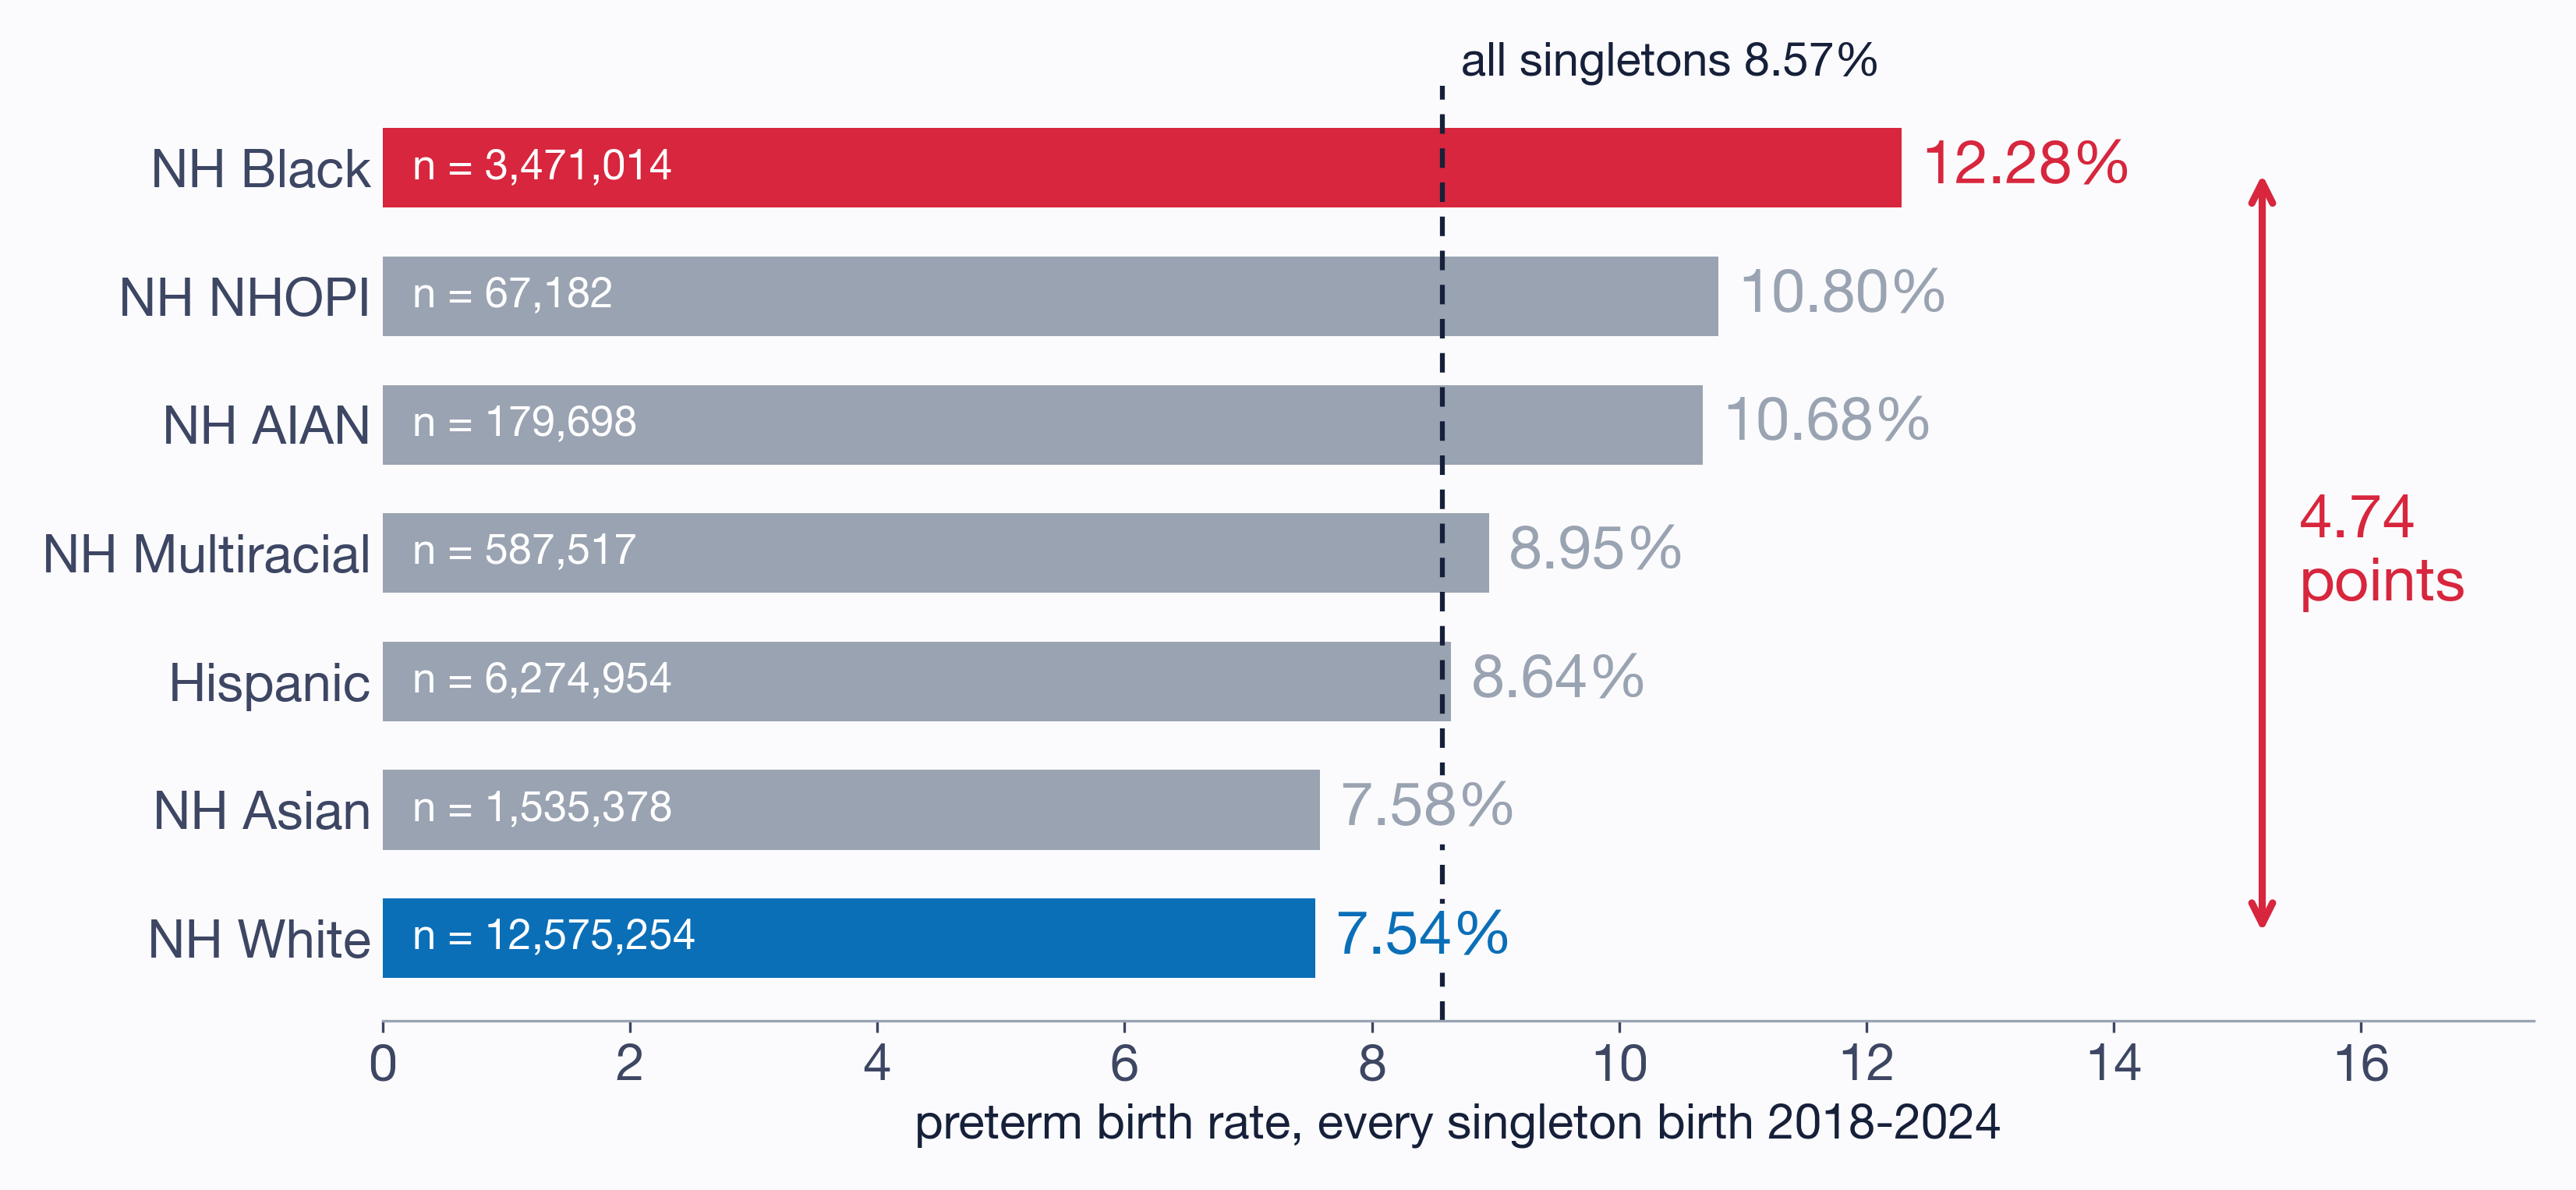 all singletons 8.57%
NH Black n = 3,471,014 12.28%
NH NHOPI n = 67,182 10.80%
NH AIAN n = 179,698 10.68%
NH Multiracial n = 587,517 8.95%
4.74
points
Hispanic n = 6,274,954 8.64%
NH Asian n = 1,535,378 7.58%
NH White n = 12,575,254 7.54%
0 2 4 6 8 10 12 14 16
preterm birth rate, every singleton birth 2018-2024